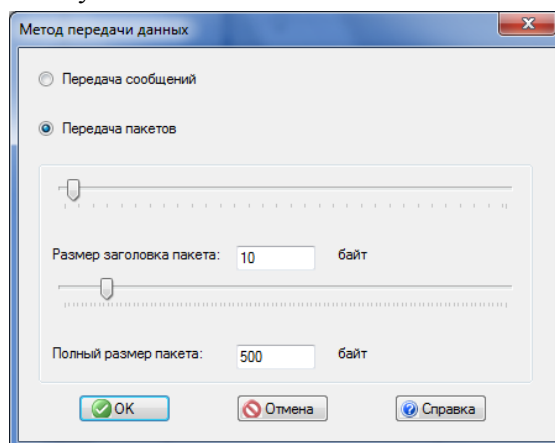 Метод передачи данных
Передача сообщений
Передача пакетов
Размер заголовка пакета: 10 байт
Полный размер пакета: 500 байт
OK Отмена Справка